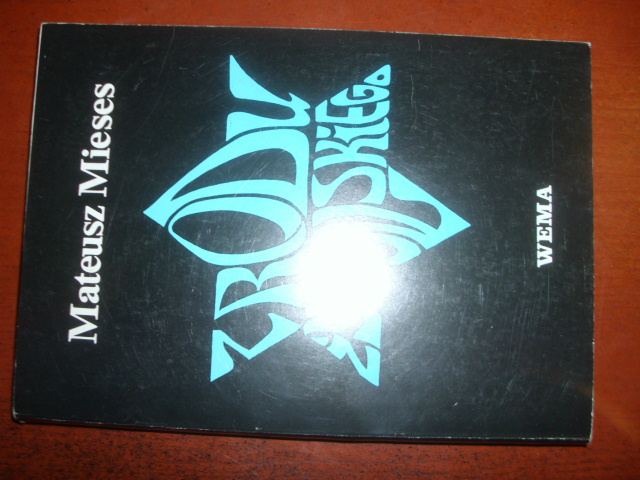 Mateusz Mieses
Z RODU
ŻYDOWSKIEGO
WEMA